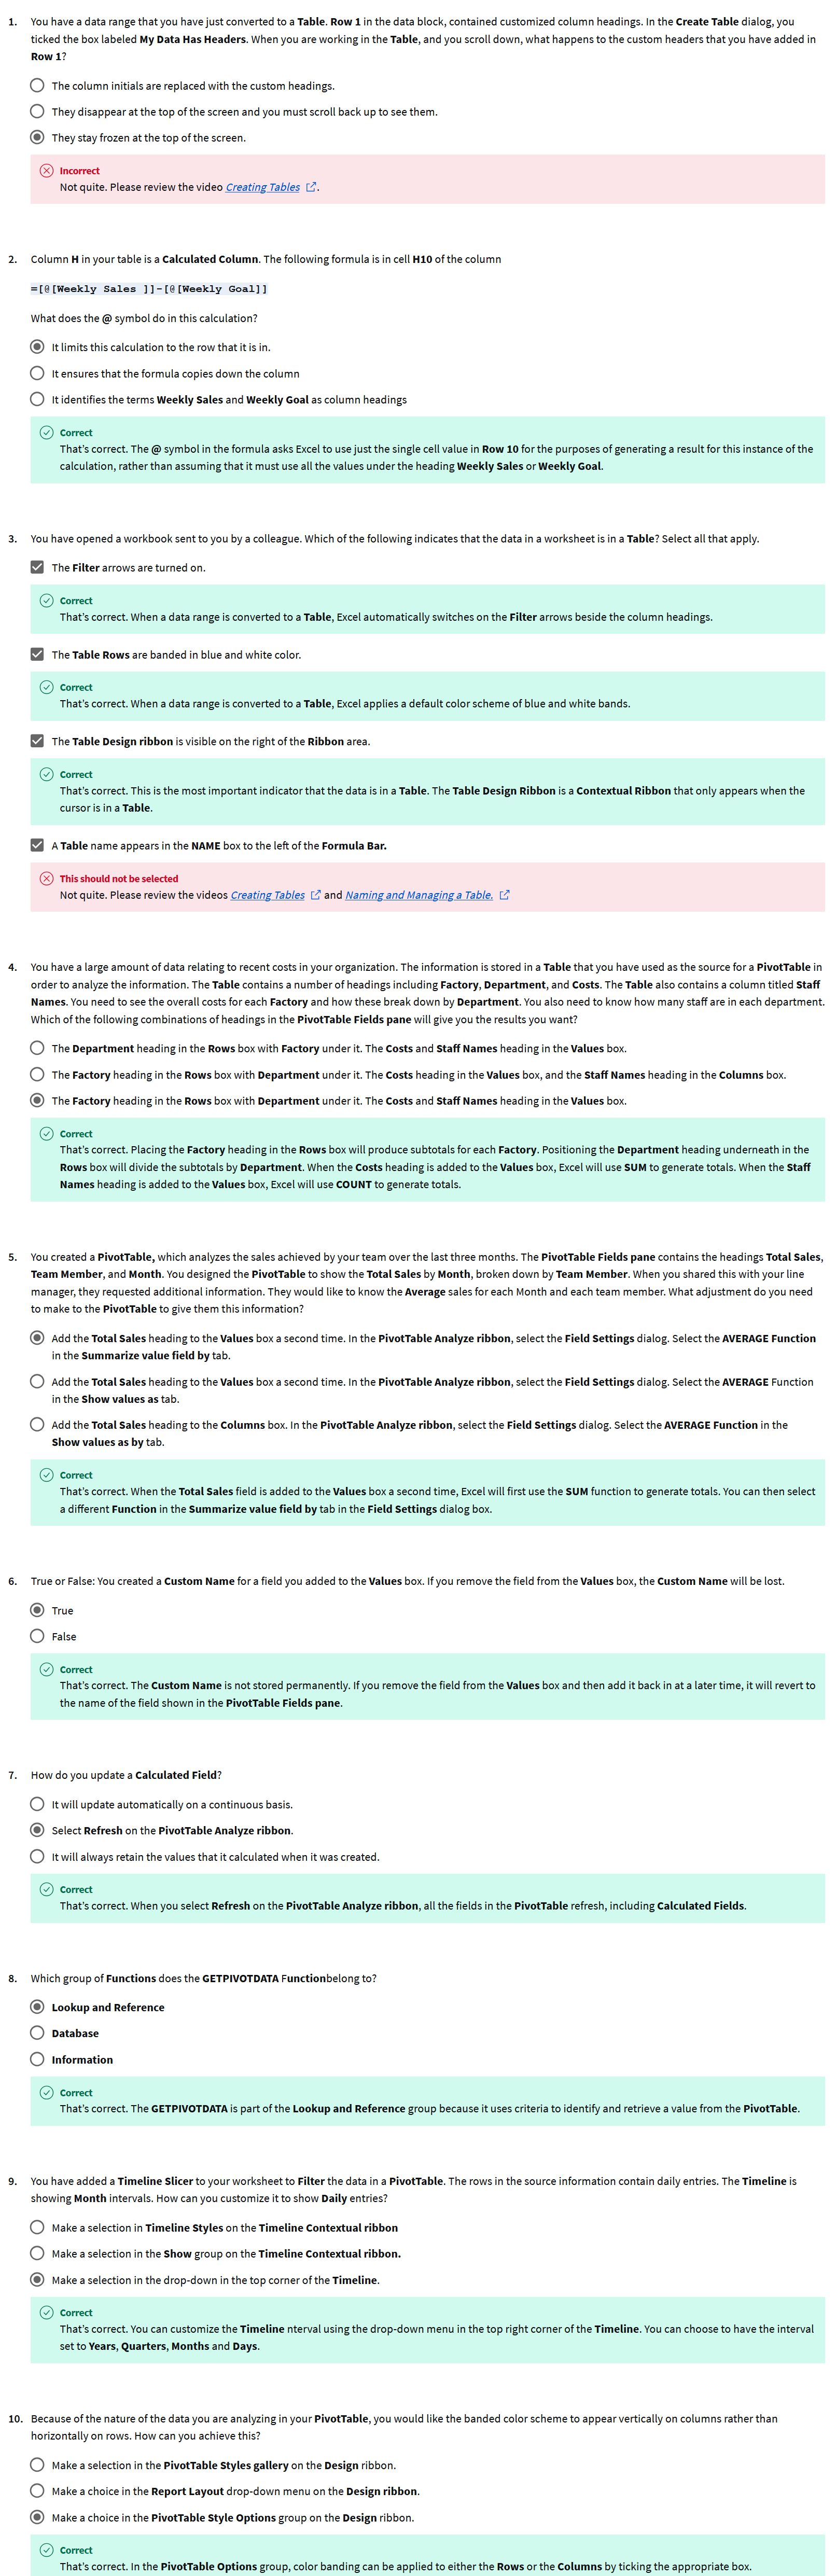 1. You have a data range that you have just converted to a Table. Row 1 in the data block, contained customized column headings. In the Create Table dialog, you
ticked the box labeled My Data Has Headers. When you are working in the Table, and you scroll down, what happens to the custom headers that you have added in
Row 1?
The column initials are replaced with the custom headings.
They disappear at the top of the screen and you must scroll back up to see them.
They stay frozen at the top of the screen.
Incorrect
Not quite. Please review the video Creating Tables.
2. Column H in your table is a Calculated Column. The following formula is in cell H10 of the column
=[@[Weekly Sales ]]-[@[Weekly Goal]]
What does the @ symbol do in this calculation?
It limits this calculation to the row that it is in.
It ensures that the formula copies down the column
It identifies the terms Weekly Sales and Weekly Goal as column headings
Correct
That's correct. The @ symbol in the formula asks Excel to use just the single cell value in Row 10 for the purposes of generating a result for this instance of the
calculation, rather than assuming that it must use all the values under the heading Weekly Sales or Weekly Goal.
3. You have opened a workbook sent to you by a colleague. Which of the following indicates that the data in a worksheet is in a Table? Select all that apply.
The Filter arrows are turned on.
Correct
That's correct. When a data range is converted to a Table, Excel automatically switches on the Filter arrows beside the column headings.
The Table Rows are banded in blue and white color.
Correct
That's correct. When a data range is converted to a Table, Excel applies a default color scheme of blue and white bands.
The Table Design ribbon is visible on the right of the Ribbon area.
Correct
That's correct. This is the most important indicator that the data is in a Table. The Table Design Ribbon is a Contextual Ribbon that only appears when the
cursor is in a Table.
A Table name appears in the NAME box to the left of the Formula Bar.
This should not be selected
Not quite. Please review the videos Creating Tables and Naming and Managing a Table.
4. You have a large amount of data relating to recent costs in your organization. The information is stored in a Table that you have used as the source for a PivotTable in
order to analyze the information. The Table contains a number of headings including Factory, Department, and Costs. The Table also contains a column titled Staff
Names. You need to see the overall costs for each Factory and how these break down by Department. You also need to know how many staff are in each department.
Which of the following combinations of headings in the PivotTable Fields pane will give you the results you want?
The Department heading in the Rows box with Factory under it. The Costs and Staff Names heading in the Values box.
The Factory heading in the Rows box with Department under it. The Costs heading in the Values box, and the Staff Names heading in the Columns box.
The Factory heading in the Rows box with Department under it. The Costs and Staff Names heading in the Values box.
Correct
That's correct. Placing the Factory heading in the Rows box will produce subtotals for each Factory. Positioning the Department heading underneath in the
Rows box will divide the subtotals by Department. When the Costs heading is added to the Values box, Excel will use SUM to generate totals. When the Staff
Names heading is added to the Values box, Excel will use COUNT to generate totals.
5. You created a PivotTable, which analyzes the sales achieved by your team over the last three months. The PivotTable Fields pane contains the headings Total Sales,
Team Member, and Month. You designed the PivotTable to show the Total Sales by Month, broken down by Team Member. When you shared this with your line
manager, they requested additional information. They would like to know the Average sales for each Month and each team member. What adjustment do you need
to make to the PivotTable to give them this information?
Add the Total Sales heading to the Values box a second time. In the PivotTable Analyze ribbon, select the Field Settings dialog. Select the AVERAGE Function
in the Summarize value field by tab.
Add the Total Sales heading to the Values box a second time. In the PivotTable Analyze ribbon, select the Field Settings dialog. Select the AVERAGE Function
in the Show values as tab.
Add the Total Sales heading to the Columns box. In the PivotTable Analyze ribbon, select the Field Settings dialog. Select the AVERAGE Function in the
Show values as by tab.
Correct
That's correct. When the Total Sales field is added to the Values box a second time, Excel will first use the SUM function to generate totals. You can then select
a different Function in the Summarize value field by tab in the Field Settings dialog box.
6. True or False: You created a Custom Name for a field you added to the Values box. If you remove the field from the Values box, the Custom Name will be lost.
True
False
Correct
That's correct. The Custom Name is not stored permanently. If you remove the field from the Values box and then add it back in at a later time, it will revert to
the name of the field shown in the PivotTable Fields pane.
7. How do you update a Calculated Field?
It will update automatically on a continuous basis.
Select Refresh on the PivotTable Analyze ribbon.
It will always retain the values that it calculated when it was created.
Correct
That's correct. When you select Refresh on the PivotTable Analyze ribbon, all the fields in the PivotTable refresh, including Calculated Fields.
8. Which group of Functions does the GETPIVOTDATA Functionbelong to?
Lookup and Reference
Database
Information
Correct
That's correct. The GETPIVOTDATA is part of the Lookup and Reference group because it uses criteria to identify and retrieve a value from the PivotTable.
9. You have added a Timeline Slicer to your worksheet to Filter the data in a PivotTable. The rows in the source information contain daily entries. The Timeline is
showing Month intervals. How can you customize it to show Daily entries?
Make a selection in Timeline Styles on the Timeline Contextual ribbon
Make a selection in the Show group on the Timeline Contextual ribbon.
Make a selection in the drop-down in the top corner of the Timeline.
Correct
That's correct. You can customize the Timeline nterval using the drop-down menu in the top right corner of the Timeline. You can choose to have the interval
set to Years, Quarters, Months and Days.
10. Because of the nature of the data you are analyzing in your PivotTable, you would like the banded color scheme to appear vertically on columns rather than
horizontally on rows. How can you achieve this?
Make a selection in the PivotTable Styles gallery on the Design ribbon.
Make a choice in the Report Layout drop-down menu on the Design ribbon.
Make a choice in the PivotTable Style Options group on the Design ribbon.
Correct
That's correct. In the PivotTable Options group, color banding can be applied to either the Rows or the Columns by ticking the appropriate box.